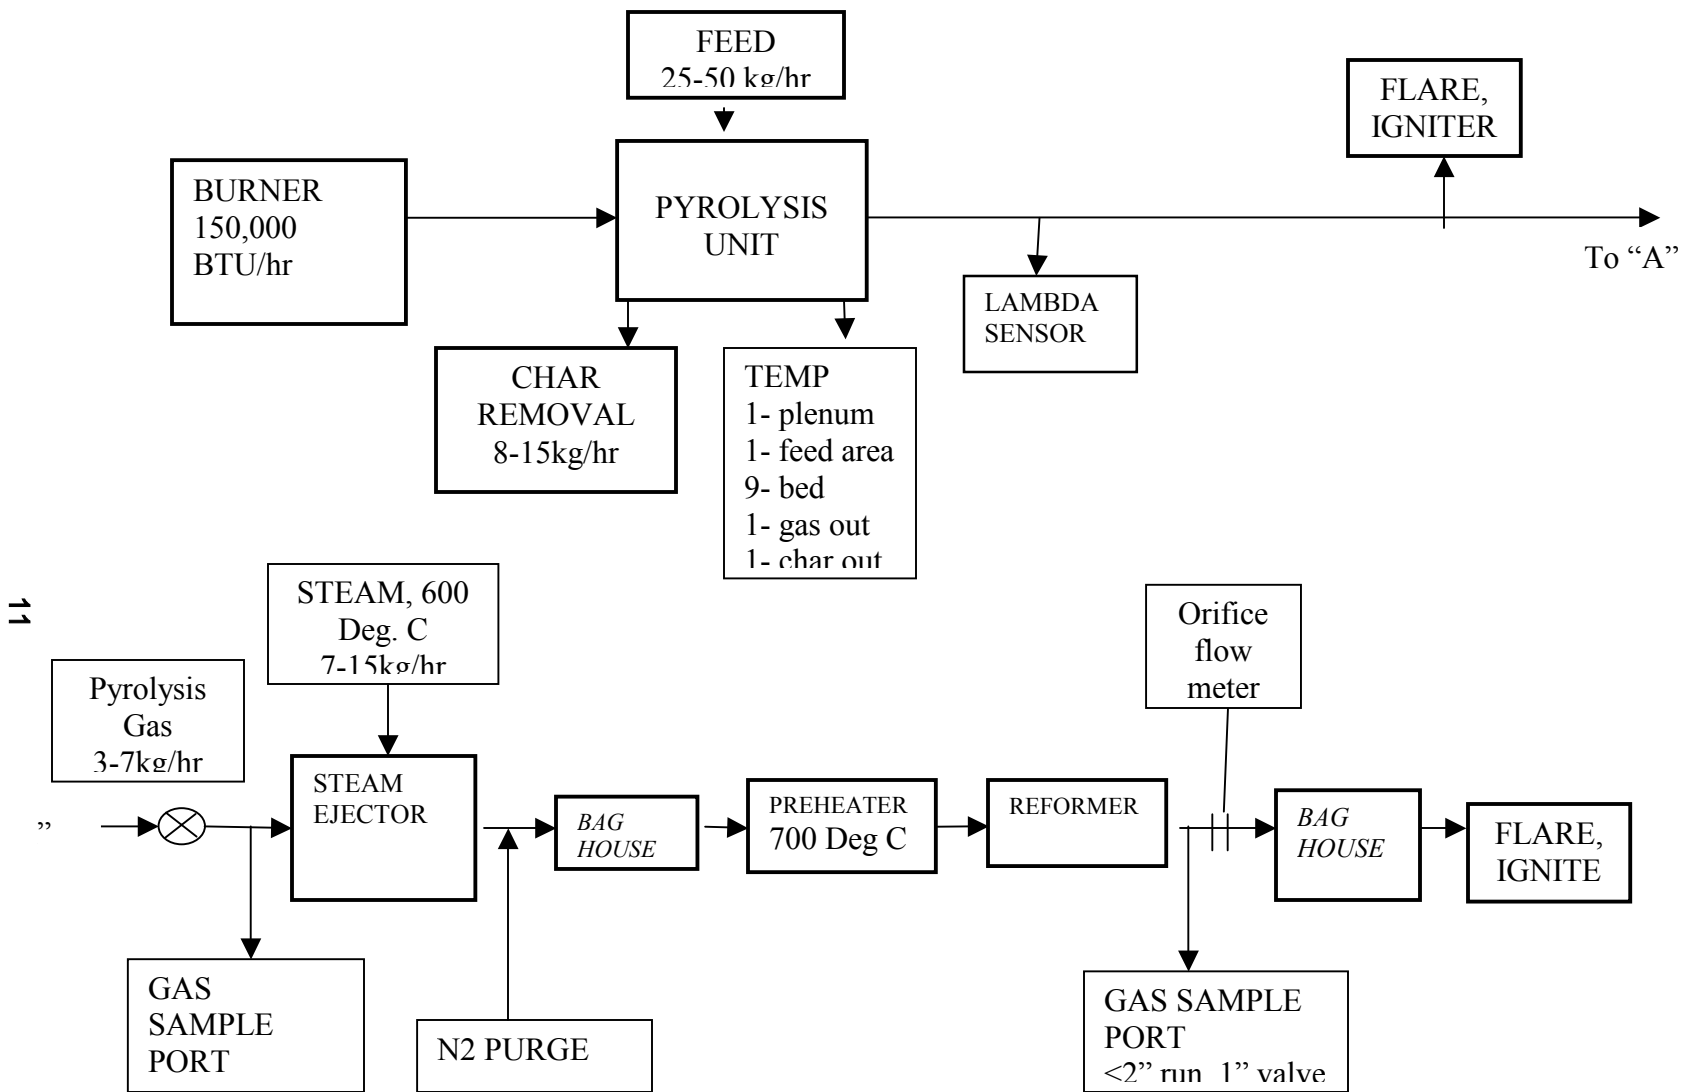 FEED
25-50 kg/hr
FLARE,
IGNITER
BURNER
150,000
BTU/hr
PYROLYSIS
UNIT
To “A”
LAMBDA
SENSOR
CHAR
REMOVAL
8-15kg/hr
TEMP
1- plenum
1- feed area
9- bed
1- gas out
1- char out
11
STEAM, 600
Deg. C
7-15kg/hr
Orifice
flow
meter
Pyrolysis
Gas
3-7kg/hr
”
STEAM
EJECTOR
BAG
HOUSE
PREHEATER
700 Deg C
REFORMER
BAG
HOUSE
FLARE,
IGNITE
GAS
SAMPLE
PORT
N2 PURGE
GAS SAMPLE
PORT
<2” run 1” valve